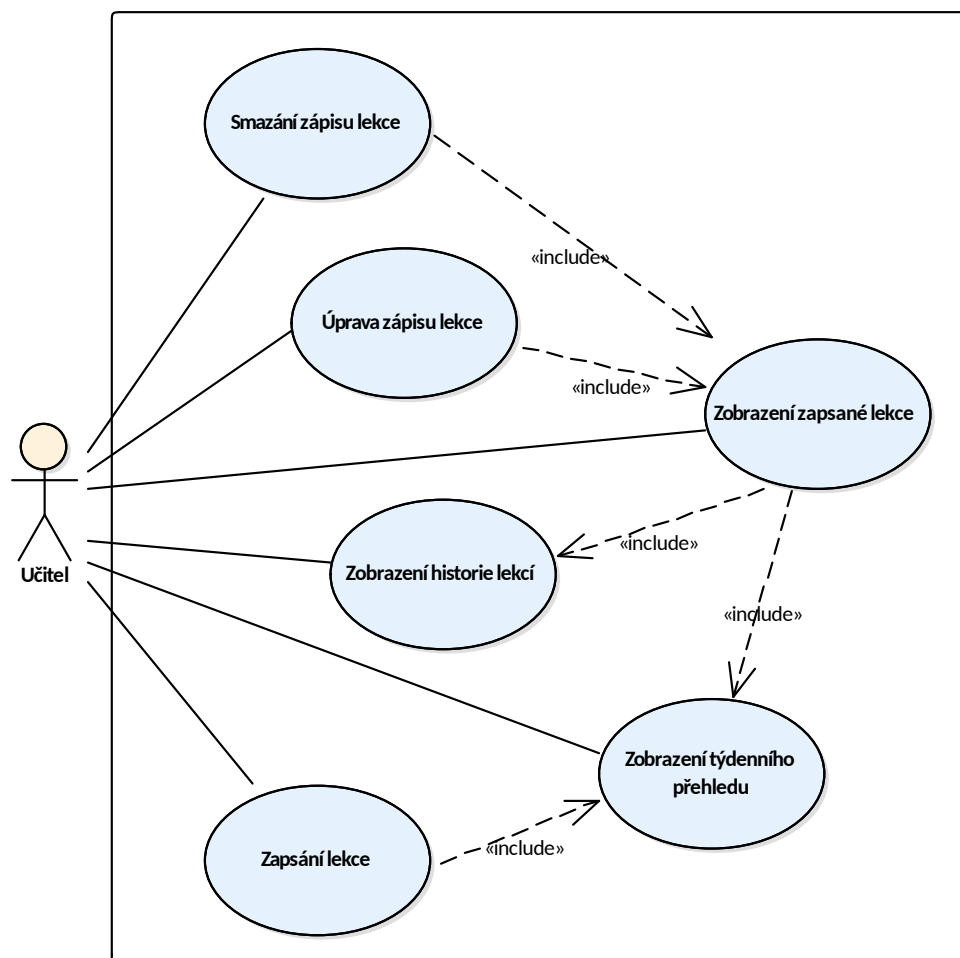 Smazání zápisu lekce
«include»
Úprava zápisu lekce
«include»
Zobrazení zapsané lekce
«include»
Zobrazení historie lekcí
Učitel
«include»
Zobrazení týdenního
přehledu
«include»
Zapsání lekce